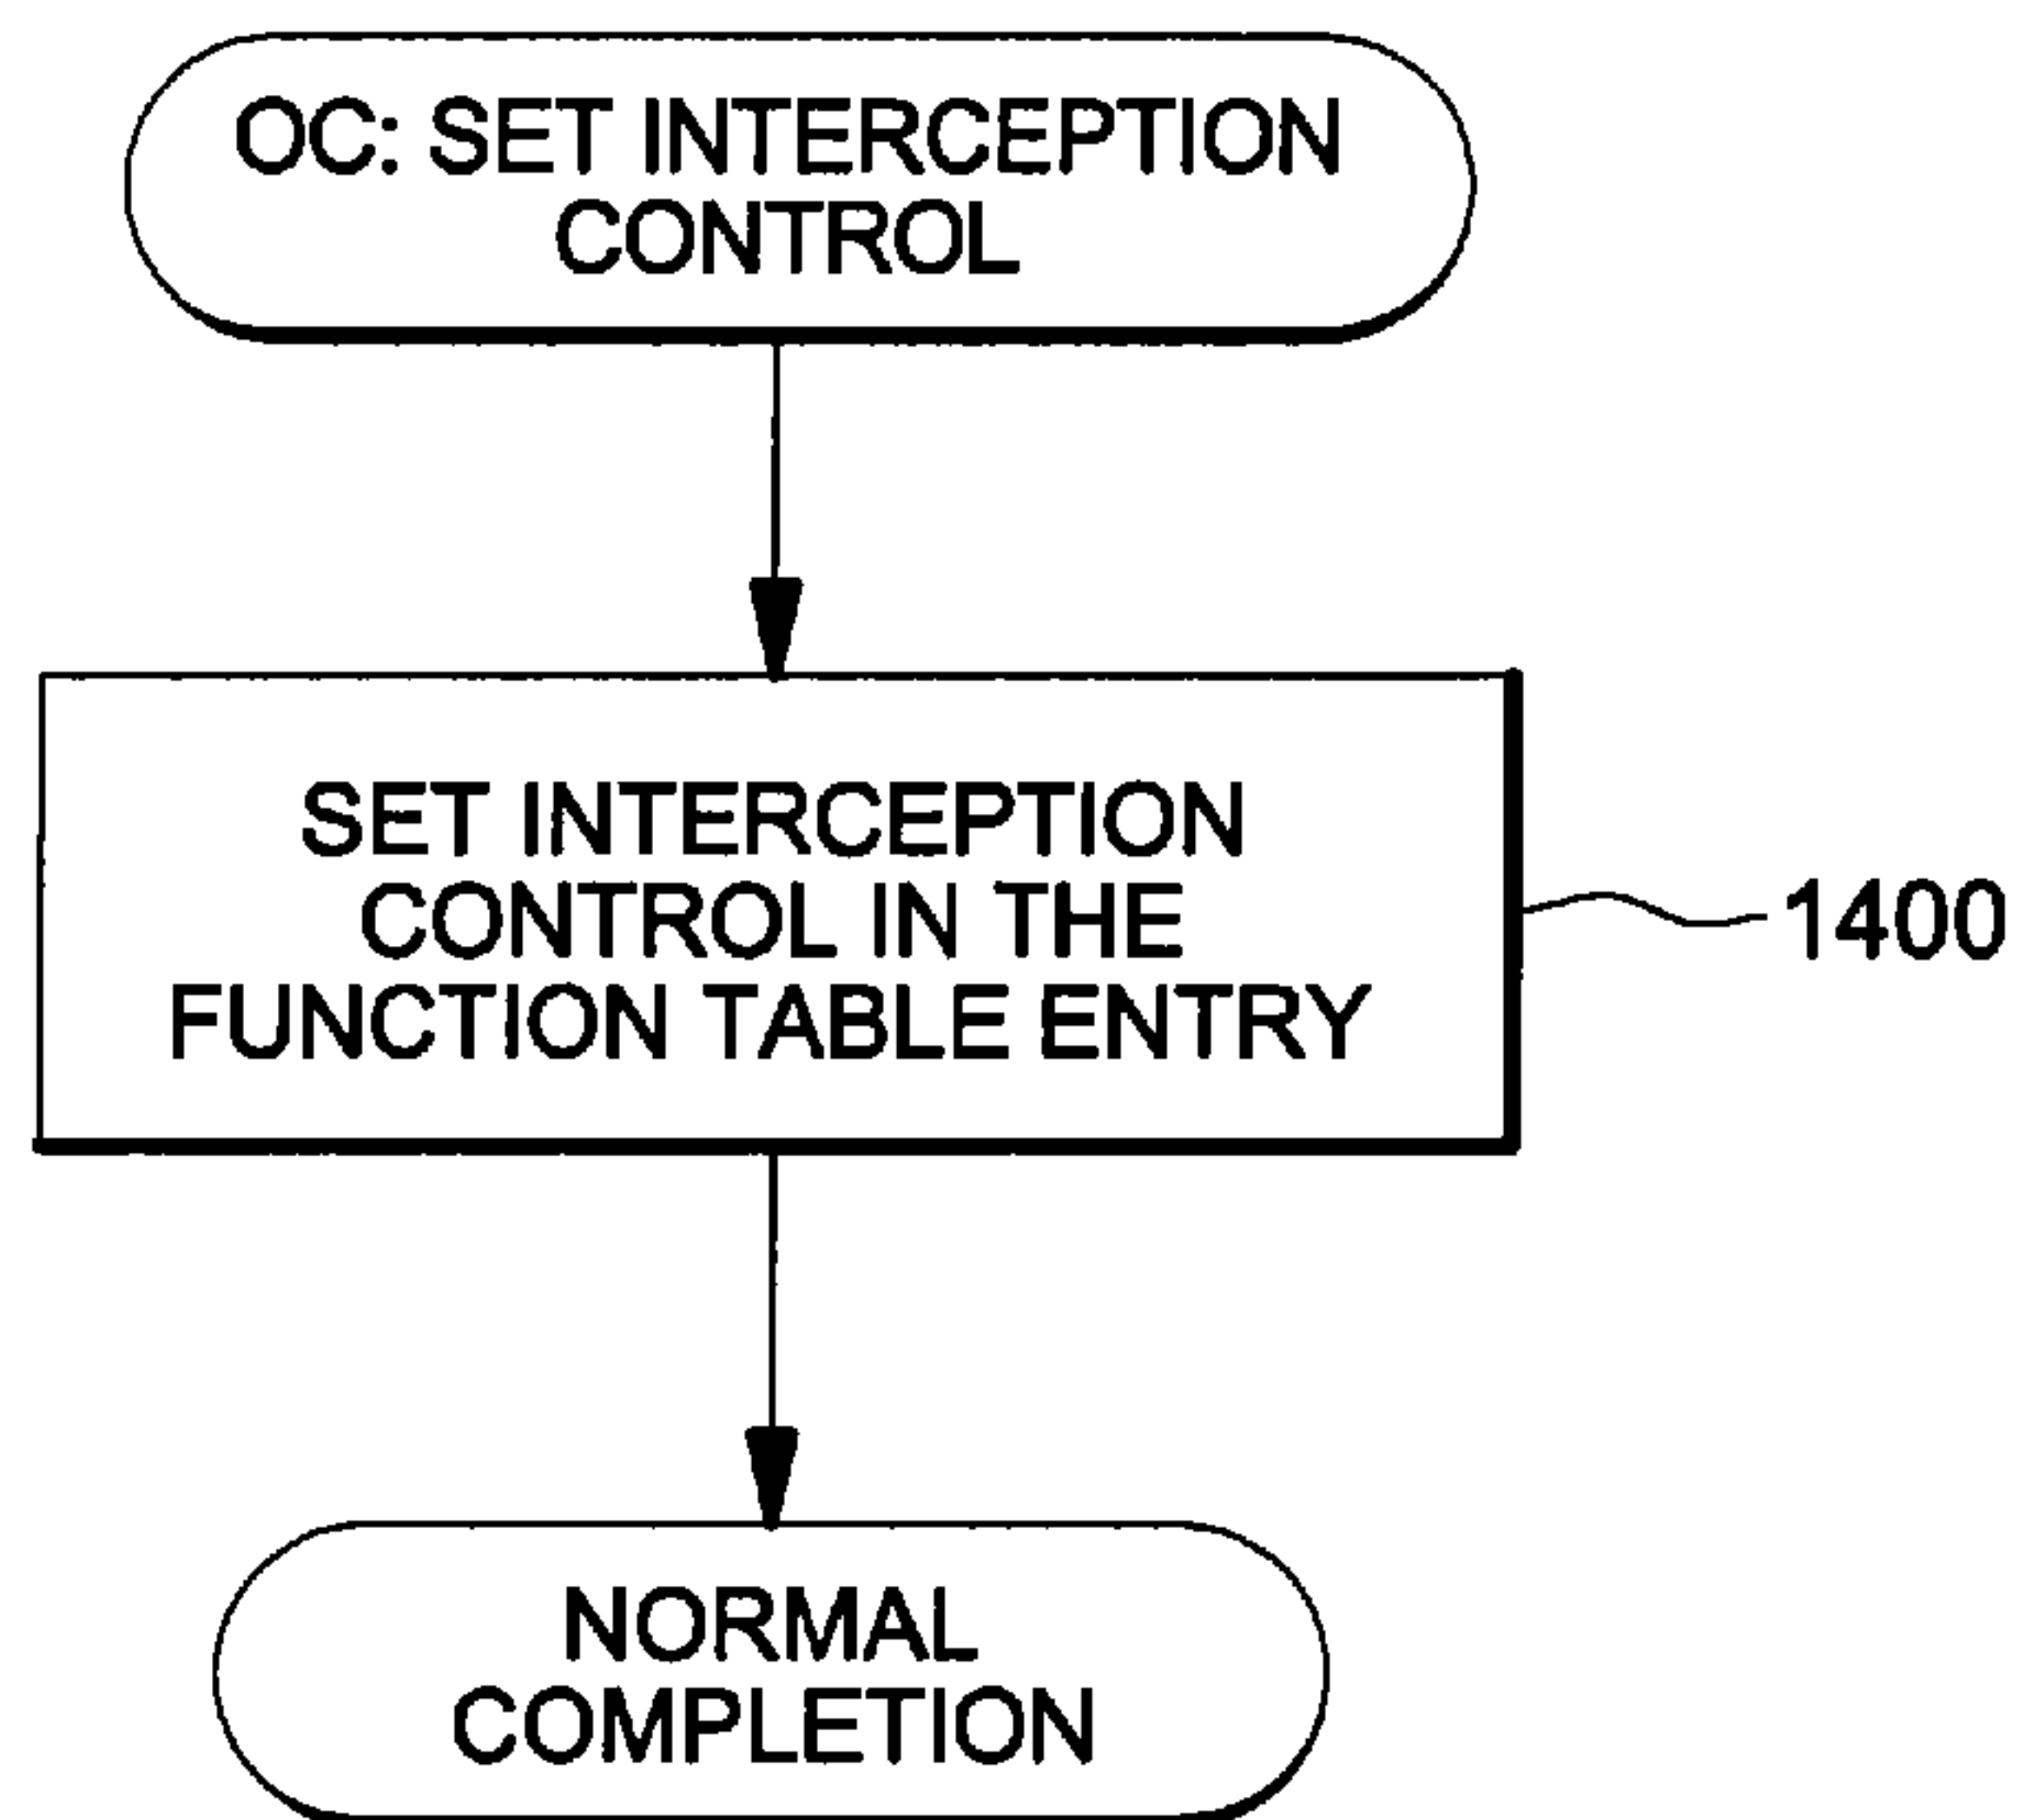 OC: SET INTERCEPTION
CONTROL
SET INTERCEPTION
CONTROL IN THE
FUNCTION TABLE ENTRY
1400
NORMAL
COMPLETION